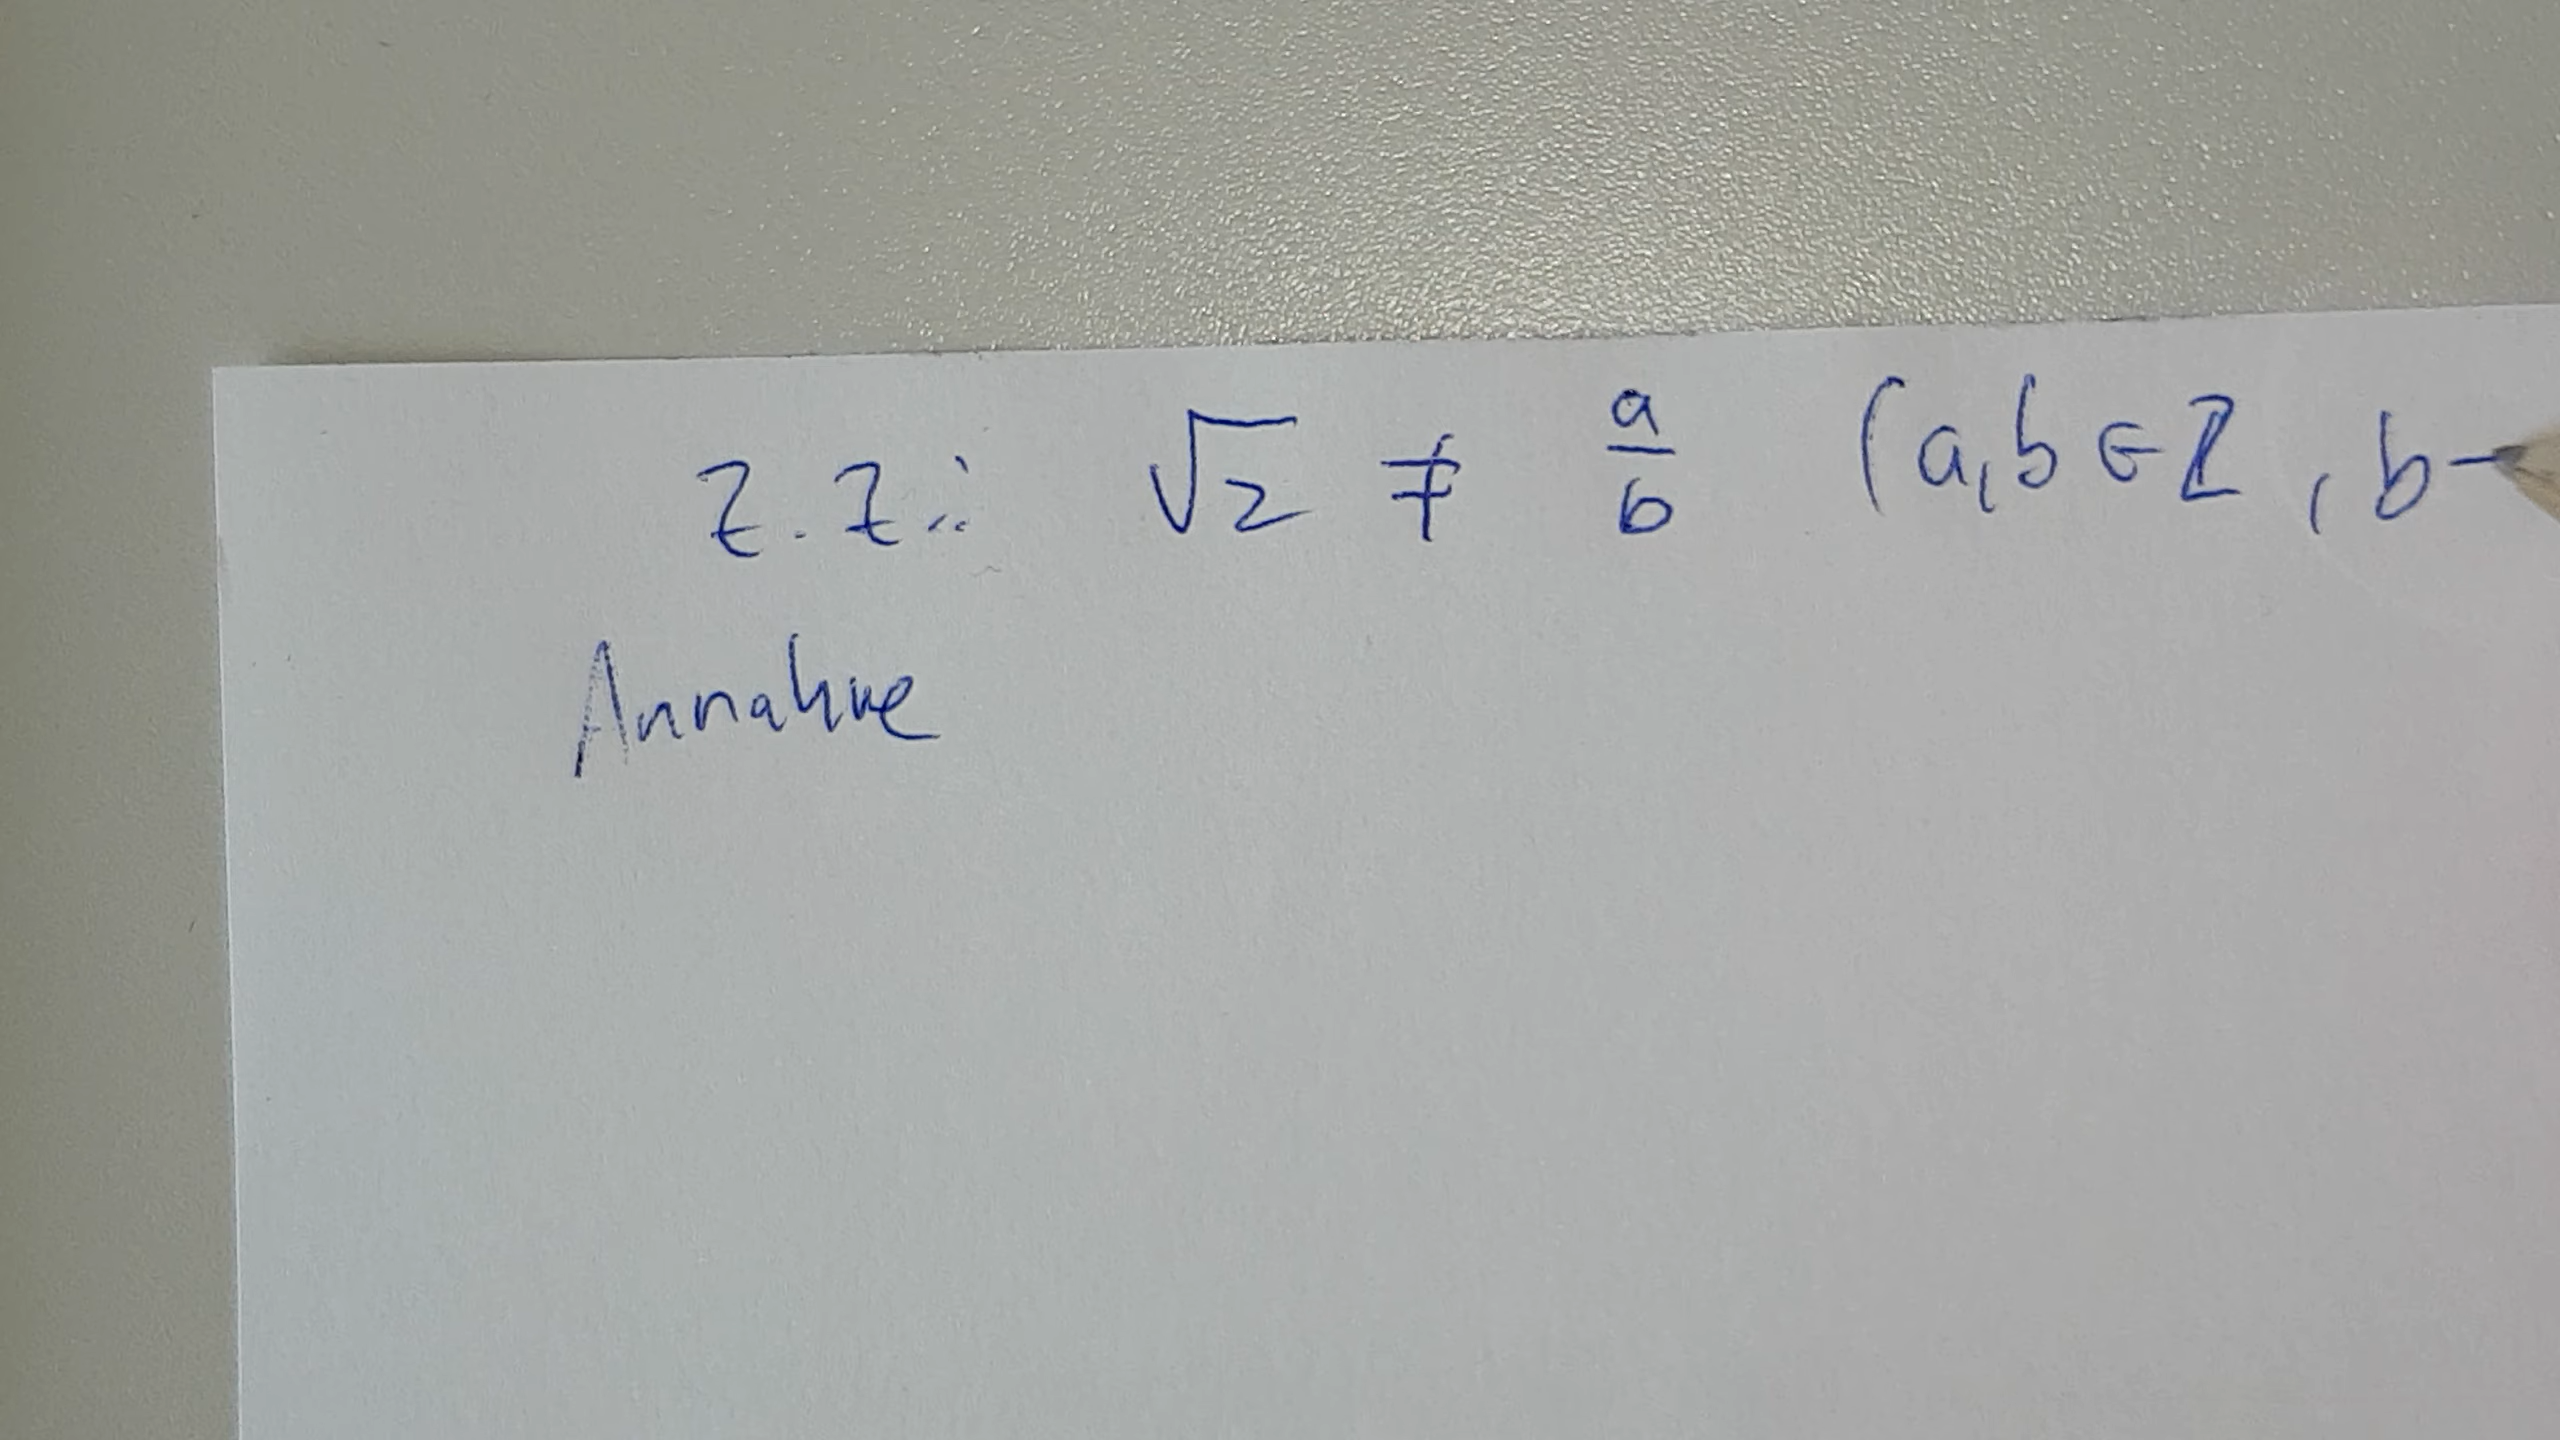 z.z.: √2 ≠ a/b (a,b ∈ ℤ, b
Annahme